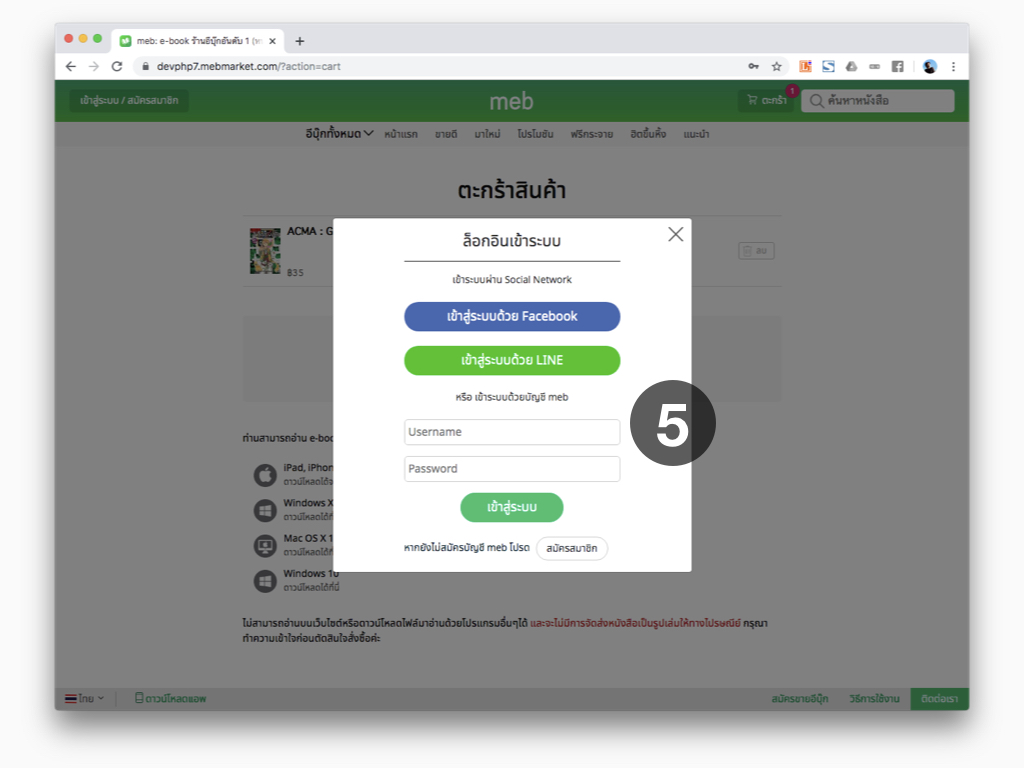 meb: e-book ร้านอีบุ๊กอันดับ 1
devphp7.mebmarket.com/?action=cart
เข้าสู่ระบบ / สมัครสมาชิก
meb
ตะกร้า
1
ค้นหาหนังสือ
อีบุ๊กทั้งหมด หน้าแรก ขายดี มาใหม่ โปรโมชัน ฟรีกระจาย ฮิตขึ้นหิ้ง แนะนำ
ตะกร้าสินค้า
ACMA : G
฿35
ลบ
ล็อกอินเข้าระบบ
เข้าระบบผ่าน Social Network
เข้าสู่ระบบด้วย Facebook
เข้าสู่ระบบด้วย LINE
หรือ เข้าระบบด้วยบัญชี meb
Username
Password
เข้าสู่ระบบ
หากยังไม่สมัครบัญชี meb โปรด สมัครสมาชิก
5
ท่านสามารถอ่าน e-boo
iPad, iPhon
ดาวน์โหลดได้
Windows X
ดาวน์โหลดได้ที่
Mac OS X 1
ดาวน์โหลดได้ที่
Windows 10
ดาวน์โหลดได้ที่นี่
ไม่สามารถอ่านบนเว็บไซต์หรือดาวน์โหลดไฟล์มาอ่านด้วยโปรแกรมอื่นๆได้ และจะไม่มีการจัดส่งหนังสือเป็นรูปเล่มให้ทางไปรษณีย์ กรุณา
ทำความเข้าใจก่อนตัดสินใจสั่งซื้อค่ะ
ไทย ดาวน์โหลดแอพ สมัครขายอีบุ๊ก วิธีการใช้งาน ติดต่อเรา